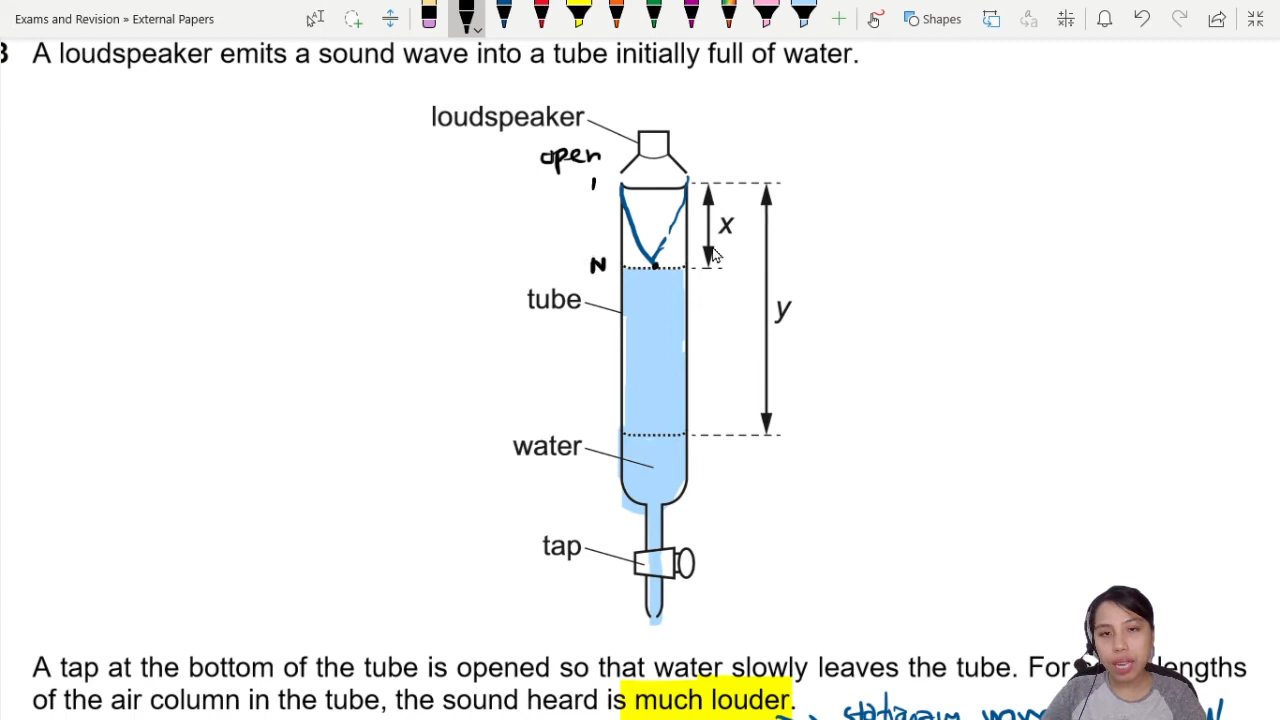 Exams and Revision » External Papers
Shapes
A loudspeaker emits a sound wave into a tube initially full of water.
loudspeaker
open
x
N
tube
y
water
tap
A tap at the bottom of the tube is opened so that water slowly leaves the tube. For lengths
of the air column in the tube, the sound heard is much louder.